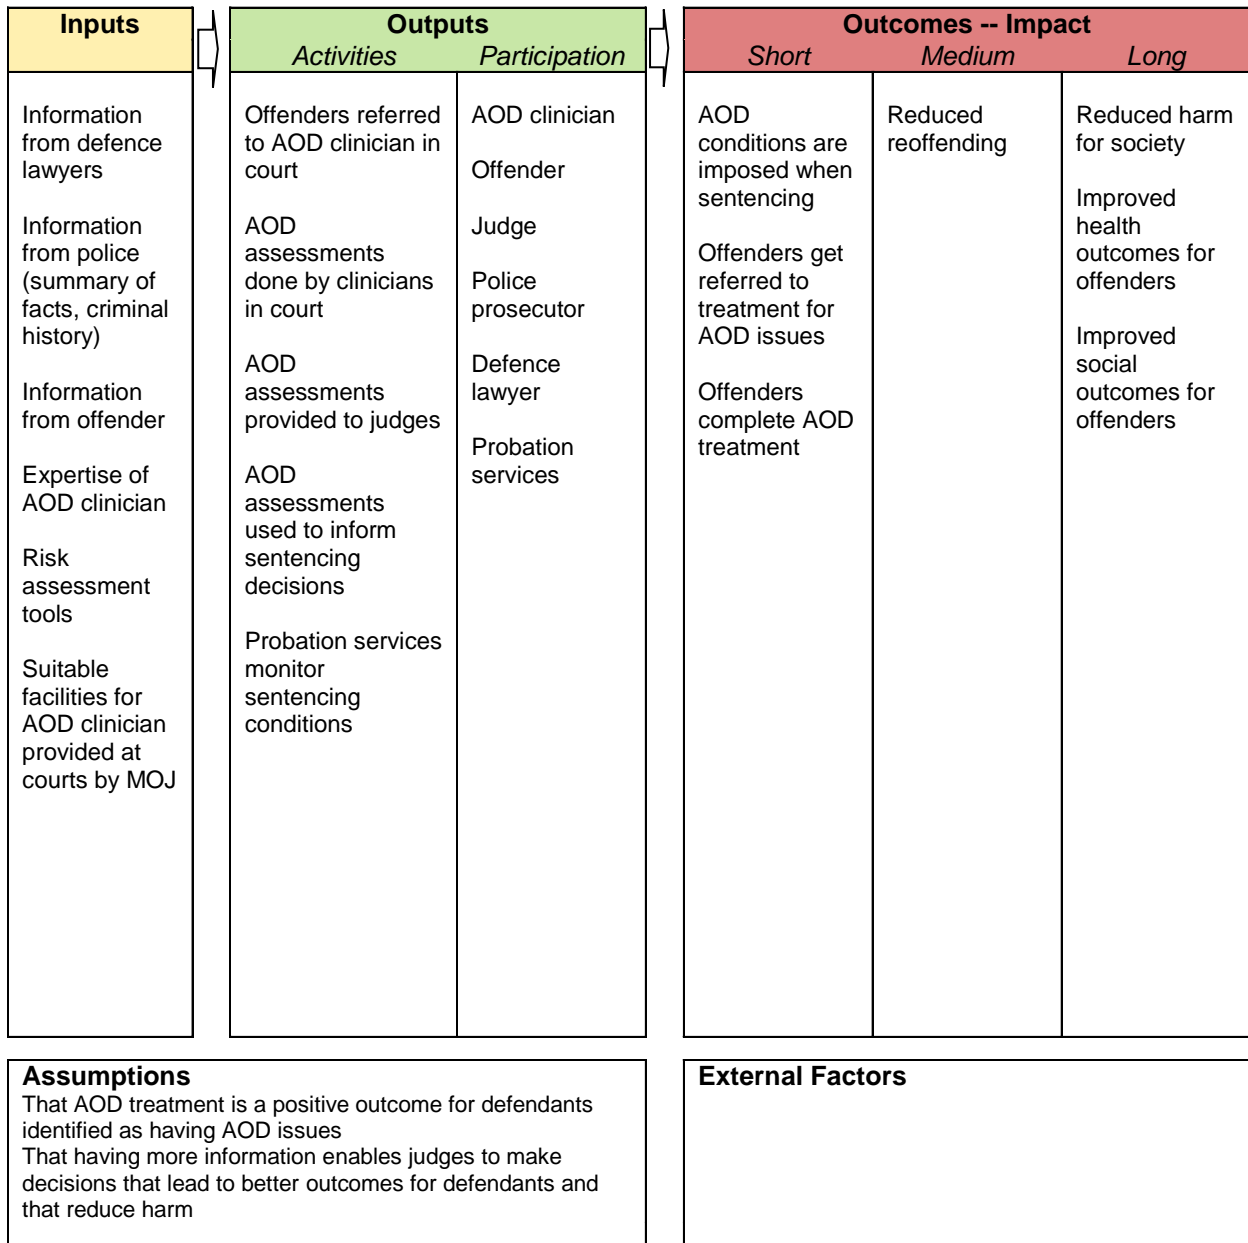 Inputs
Information
from defence
lawyers
Information
from police
(summary of
facts, criminal
history)
Information
from offender
Expertise of
AOD clinician
Risk
assessment
tools
Suitable
facilities for
AOD clinician
provided at
courts by MOJ
Outputs
Activities
Participation
Offenders referred
to AOD clinician in
court
AOD
assessments
done by clinicians
in court
AOD
assessments
provided to judges
AOD
assessments
used to inform
sentencing
decisions
Probation services
monitor
sentencing
conditions
AOD clinician
Offender
Judge
Police
prosecutor
Defence
lawyer
Probation
services
Outcomes -- Impact
Short
Medium
Long
AOD
conditions are
imposed when
sentencing
Offenders get
referred to
treatment for
AOD issues
Offenders
complete AOD
treatment
Reduced
reoffending
Reduced harm
for society
Improved
health
outcomes for
offenders
Improved
social
outcomes for
offenders
Assumptions
That AOD treatment is a positive outcome for defendants
identified as having AOD issues
That having more information enables judges to make
decisions that lead to better outcomes for defendants and
that reduce harm
External Factors